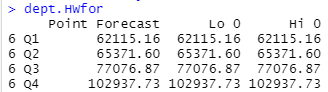 > dept.HWfor
Point Forecast Lo 0 Hi 0
6 Q1 62115.16 62115.16 62115.16
6 Q2 65371.60 65371.60 65371.60
6 Q3 77076.87 77076.87 77076.87
6 Q4 102937.73 102937.73 102937.73